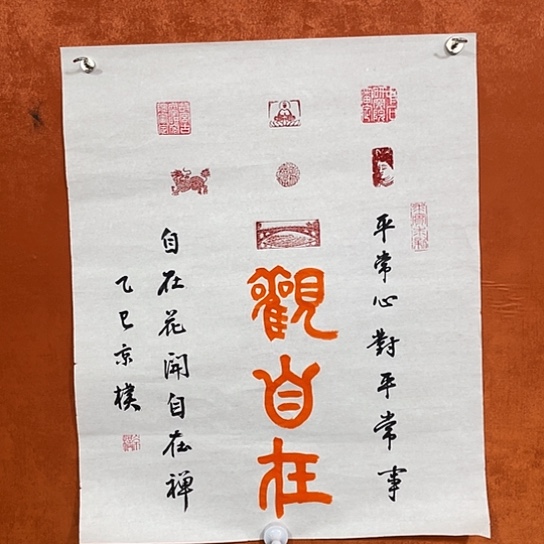 平常心對平常事
觀自在
自在花開自在禪
乙巳京樸